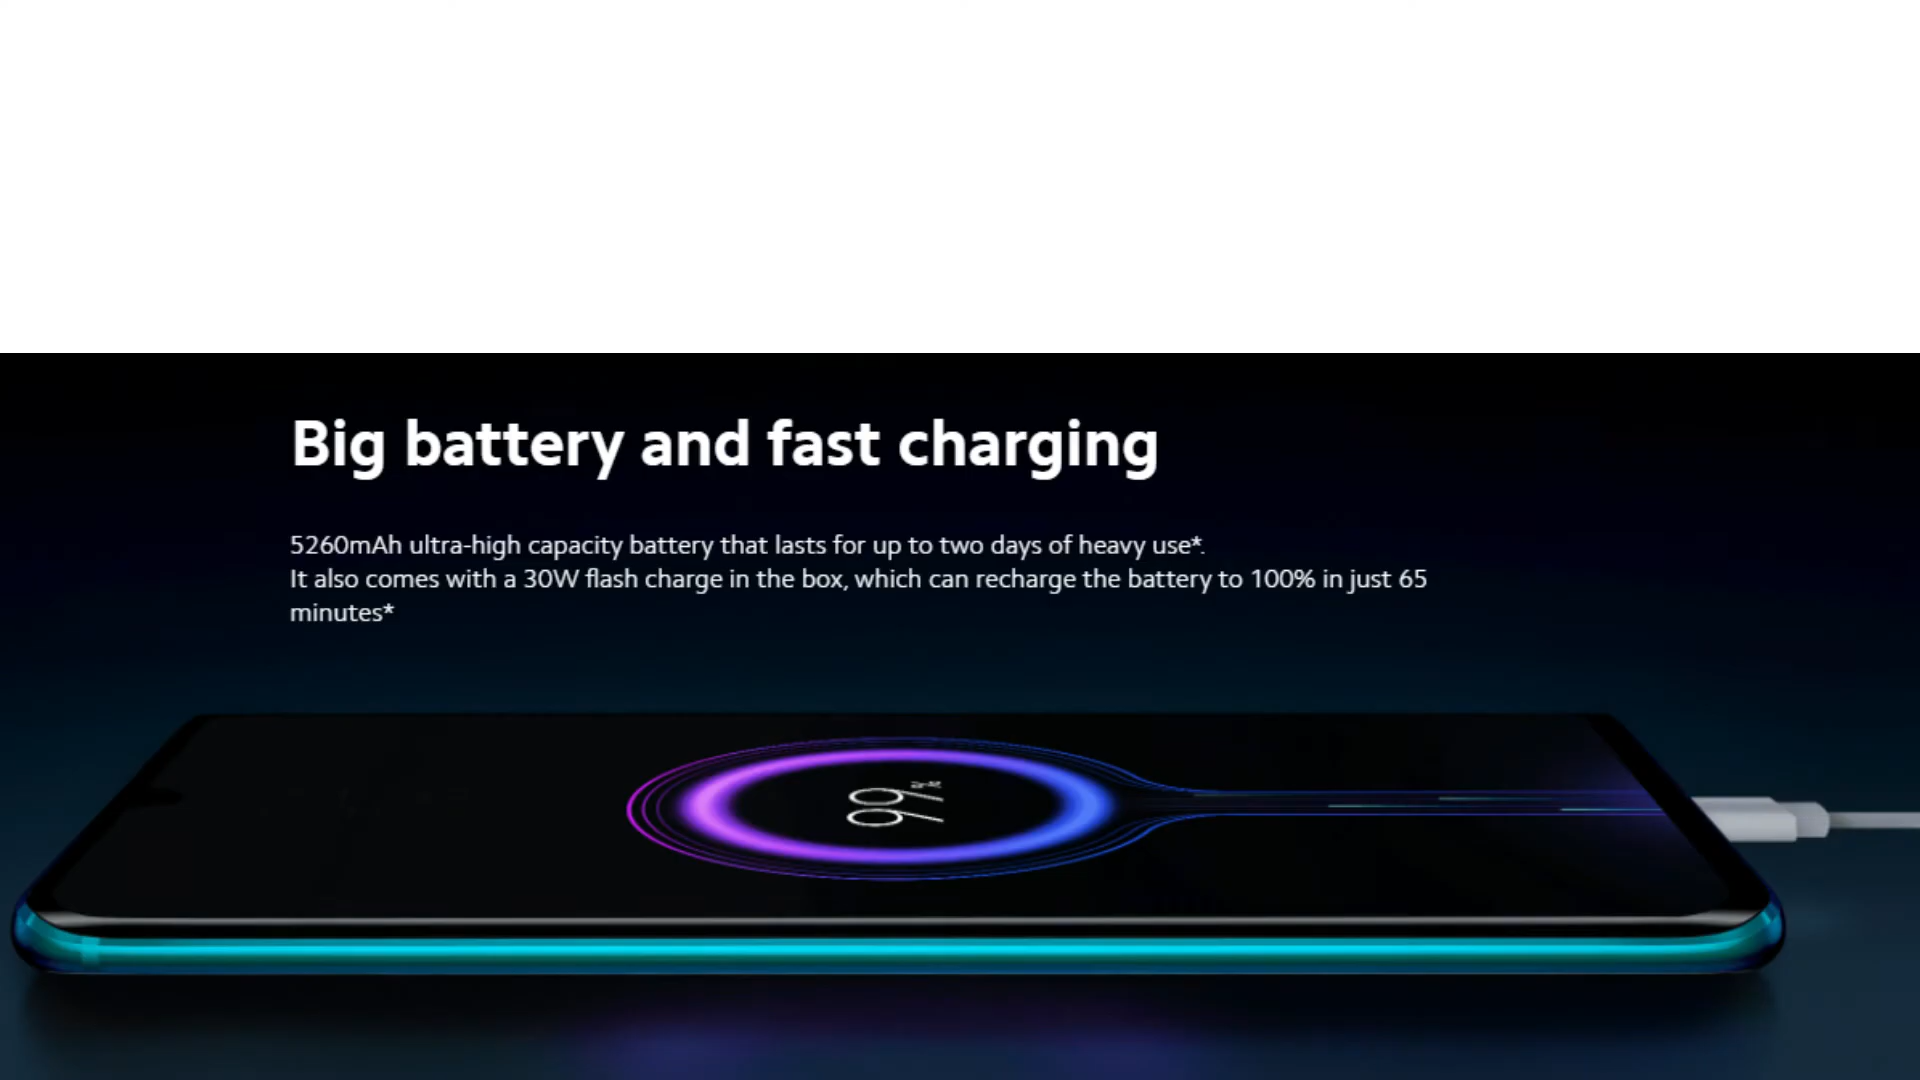 Big battery and fast charging
5260mAh ultra-high capacity battery that lasts for up to two days of heavy use*.
It also comes with a 30W flash charge in the box, which can recharge the battery to 100% in just 65
minutes*
99%